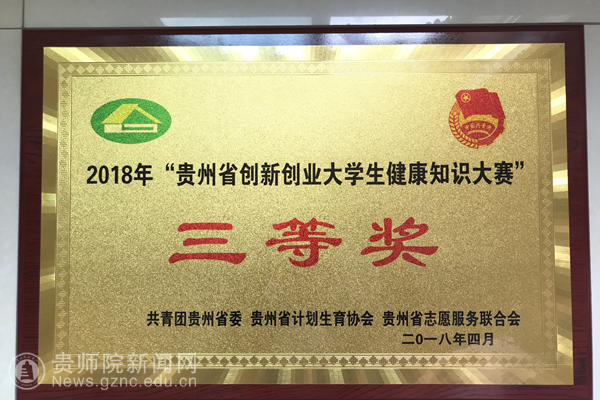 2018年“贵州省创新创业大学生健康知识大赛”
三等奖
共青团贵州省委 贵州省计划生育协会 贵州省志愿服务联合会
二〇一八年四月
贵师院新闻网
News.gznc.edu.cn